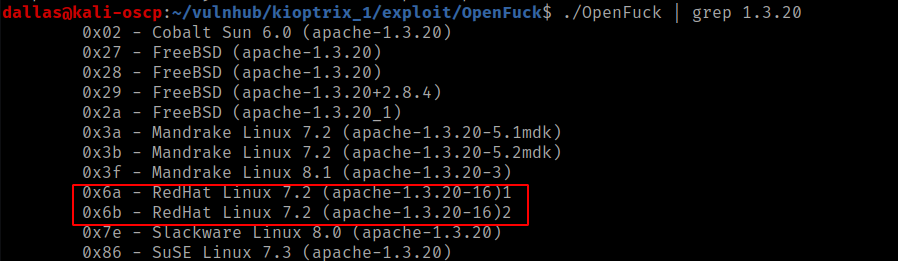 dallas@kali-oscp:~/vulnhub/kioptrix_1/exploit/OpenFuck$ ./OpenFuck | grep 1.3.20
0x02 - Cobalt Sun 6.0 (apache-1.3.20)
0x27 - FreeBSD (apache-1.3.20)
0x28 - FreeBSD (apache-1.3.20)
0x29 - FreeBSD (apache-1.3.20+2.8.4)
0x2a - FreeBSD (apache-1.3.20_1)
0x3a - Mandrake Linux 7.2 (apache-1.3.20-5.1mdk)
0x3b - Mandrake Linux 7.2 (apache-1.3.20-5.2mdk)
0x3f - Mandrake Linux 8.1 (apache-1.3.20-3)
0x6a - RedHat Linux 7.2 (apache-1.3.20-16)1
0x6b - RedHat Linux 7.2 (apache-1.3.20-16)2
0x7e - Slackware Linux 8.0 (apache-1.3.20)
0x86 - SuSE Linux 7.3 (apache-1.3.20)